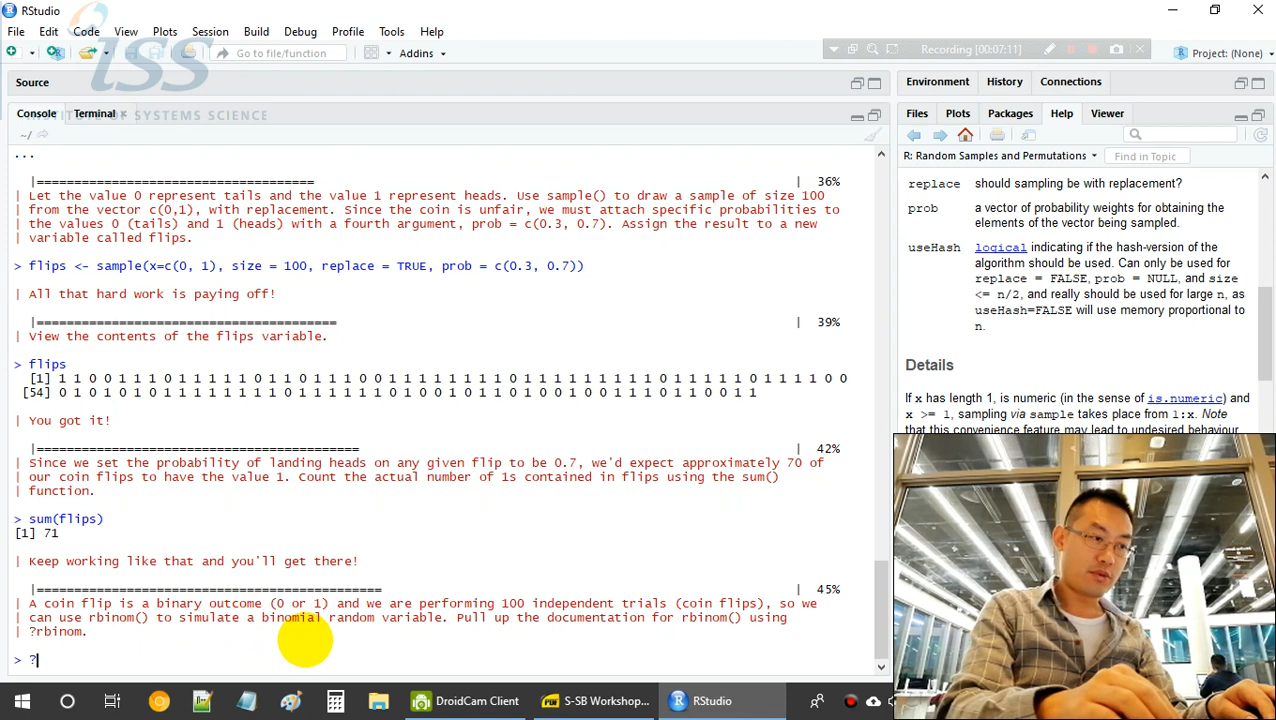 RStudio
File Edit Code View Plots Session Build Debug Profile Tools Help
Go to file/function
Addins
Recording [00:07:11]
Project: (None)
iss
INSTITUTE OF SYSTEMS SCIENCE
Source
Environment History Connections
Console Terminal
Files Plots Packages Help Viewer
~/
R: Random Samples and Permutations
Find in Topic
...
|===================================== | 36%
| Let the value 0 represent tails and the value 1 represent heads. Use sample() to draw a sample of size 100
| from the vector c(0,1), with replacement. Since the coin is unfair, we must attach specific probabilities to
| the values 0 (tails) and 1 (heads) with a fourth argument, prob = c(0.3, 0.7). Assign the result to a new
| variable called flips.
> flips <- sample(x=c(0, 1), size = 100, replace = TRUE, prob = c(0.3, 0.7))
| All that hard work is paying off!
|======================================== | 39%
| View the contents of the flips variable.
> flips
[1] 1 1 0 0 1 1 1 0 1 1 1 1 1 0 1 1 0 1 1 1 0 0 1 1 1 1 1 1 1 1 0 1 1 1 1 1 1 1 1 1 0 1 1 1 1 1 0 1 1 1 1 0 0
[54] 0 1 0 1 0 1 0 1 1 1 1 1 1 1 0 1 1 1 1 1 1 0 1 0 0 1 0 1 1 0 1 0 0 1 0 0 1 1 1 0 1 1 0 0 1 1
| You got it!
|=========================================== | 42%
| Since we set the probability of landing heads on any given flip to be 0.7, we'd expect approximately 70 of
| our coin flips to have the value 1. Count the actual number of 1s contained in flips using the sum()
| function.
> sum(flips)
[1] 71
| Keep working like that and you'll get there!
|============================================== | 45%
| A coin flip is a binary outcome (0 or 1) and we are performing 100 independent trials (coin flips), so we
| can use rbinom() to simulate a binomial random variable. Pull up the documentation for rbinom() using
| ?rbinom.
> ?
replace should sampling be with replacement?
prob a vector of probability weights for obtaining the
elements of the vector being sampled.
useHash logical indicating if the hash-version of the
algorithm should be used. Can only be used for
replace = FALSE, prob = NULL, and size
<= n/2, and really should be used for large n, as
useHash=FALSE will use memory proportional to
n.
Details
If x has length 1, is numeric (in the sense of is.numeric) and
x >= 1, sampling via sample takes place from 1:x. Note
that this convenience feature may lead to undesired behaviour
DroidCam Client
S-SB Workshop...
RStudio